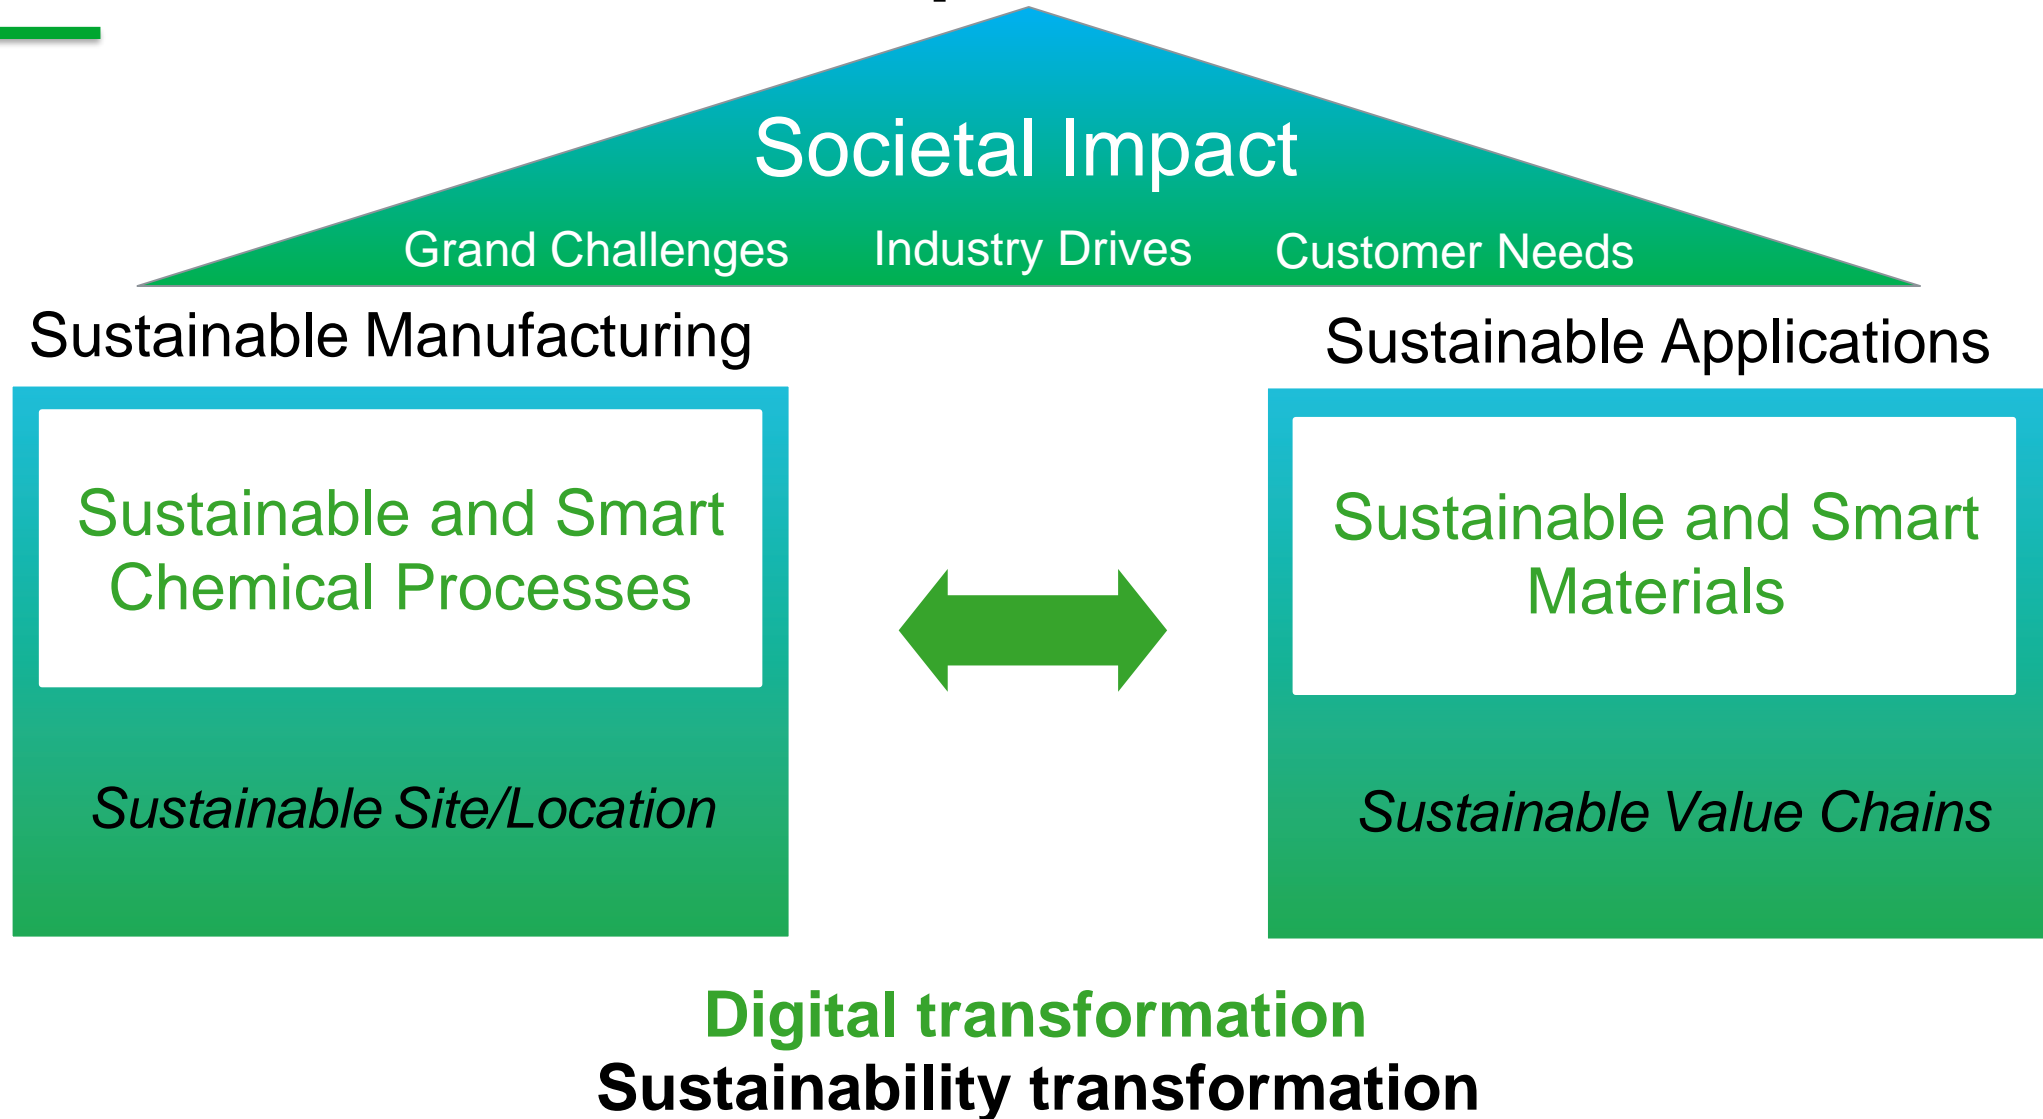 Societal Impact
Grand Challenges
Industry Drives
Customer Needs
Sustainable Manufacturing
Sustainable Applications
Sustainable and Smart
Chemical Processes
Sustainable and Smart
Materials
Sustainable Site/Location
Sustainable Value Chains
Digital transformation
Sustainability transformation